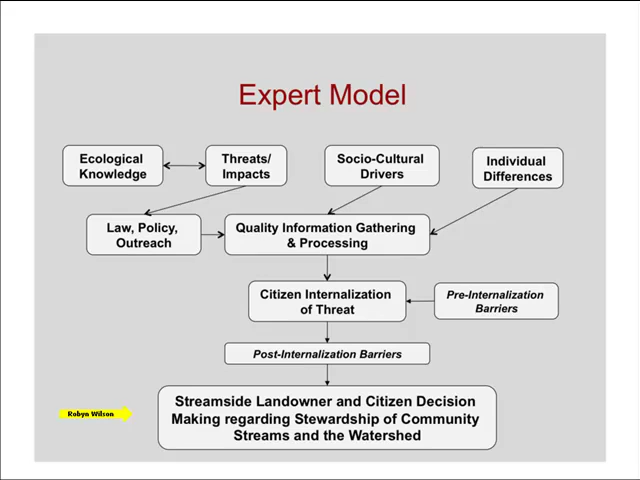 Expert Model
Ecological
Knowledge
Threats/
Impacts
Socio-Cultural
Drivers
Individual
Differences
Law, Policy,
Outreach
Quality Information Gathering
& Processing
Citizen Internalization
of Threat
Pre-Internalization
Barriers
Post-Internalization Barriers
Robyn Wilson
Streamside Landowner and Citizen Decision
Making regarding Stewardship of Community
Streams and the Watershed